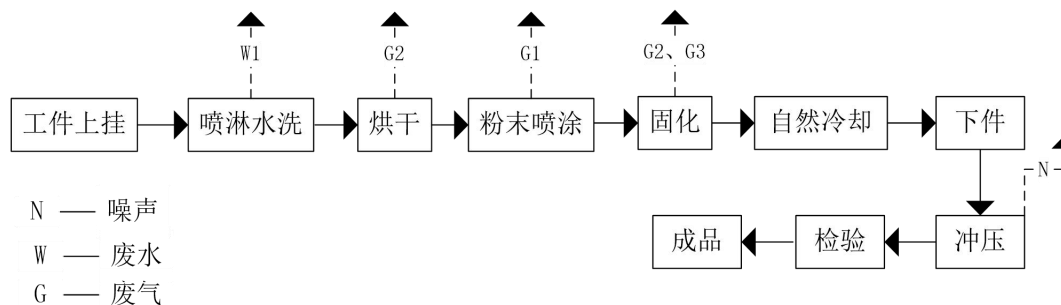 W1 G2 G1 G2、G3
工件上挂 喷淋水洗 烘干 粉末喷涂 固化 自然冷却 下件
N
N — 噪声
成品 检验 冲压
W — 废水
G — 废气